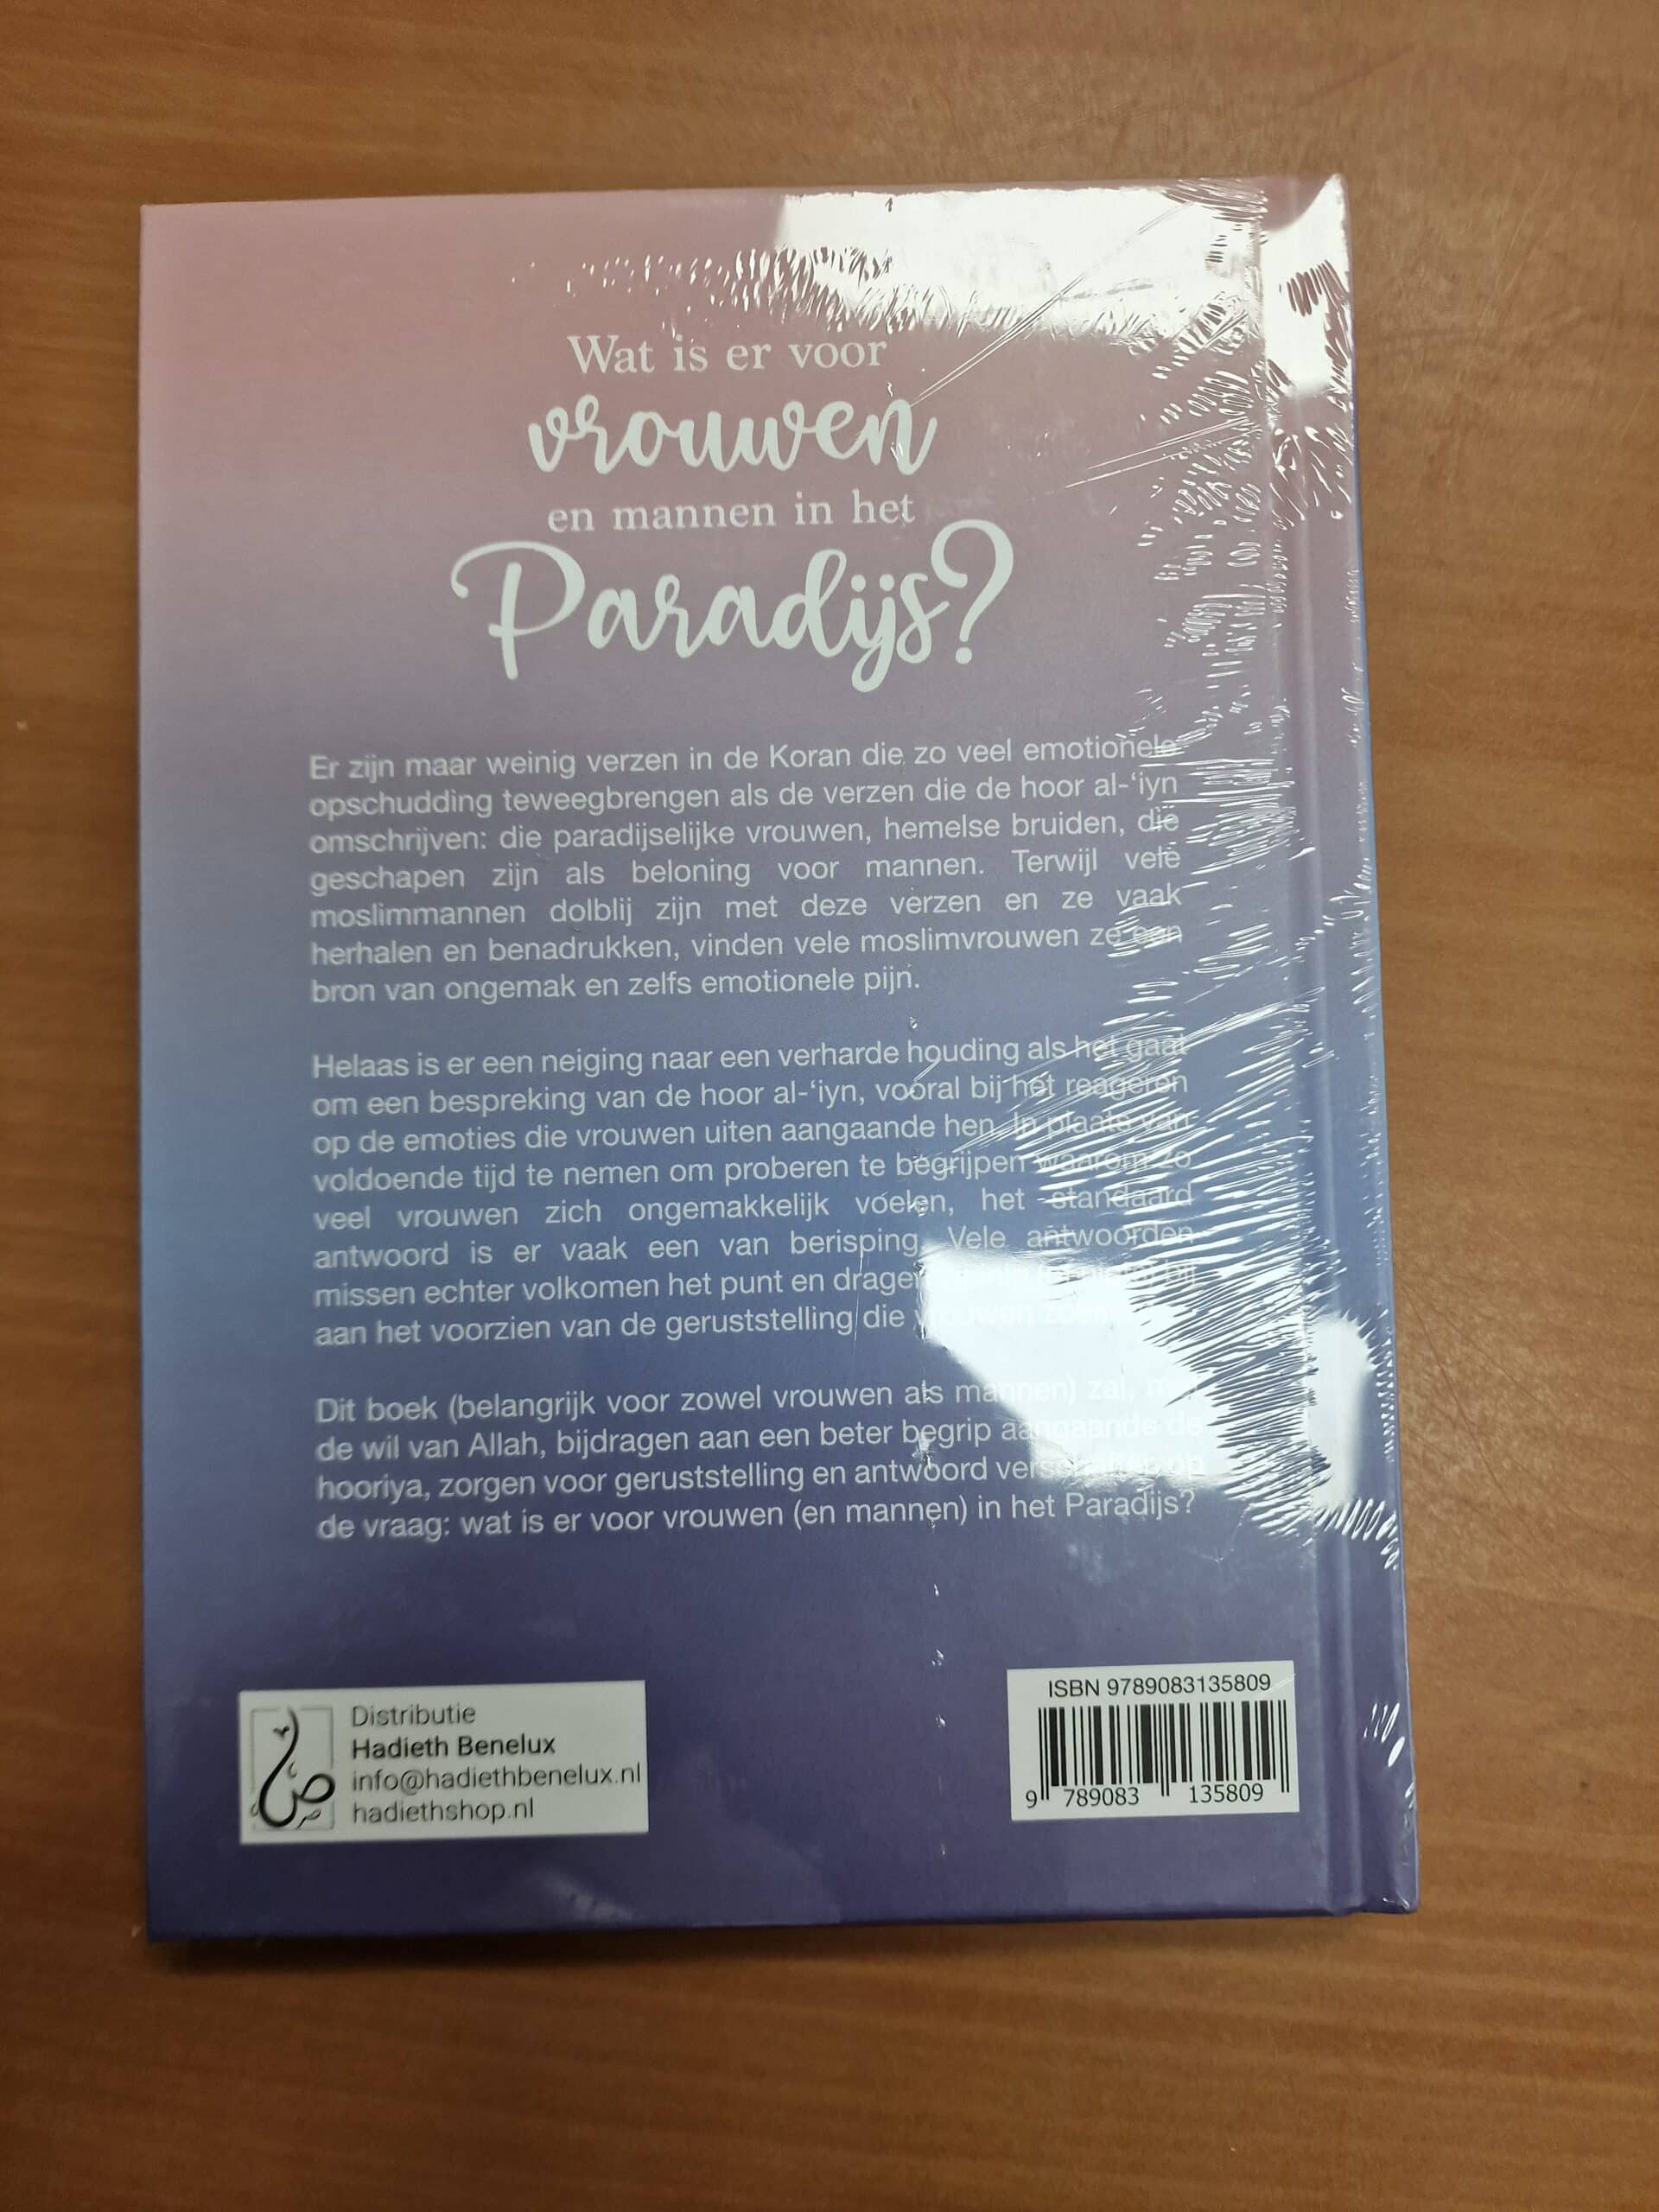 Wat is er voor
vrouwen
en mannen in het
Paradijs?
Er zijn maar weinig verzen in de Koran die zo veel emotionele
opschudding teweegbrengen als de verzen die de hoor al-‘iyn
omschrijven: die paradijselijke vrouwen, hemelse bruiden, die
geschapen zijn als beloning voor mannen. Terwijl vele
moslimmannen dolblij zijn met deze verzen en ze vaak
herhalen en benadrukken, vinden vele moslimvrouwen ze een
bron van ongemak en zelfs emotionele pijn.
Helaas is er een neiging naar een verharde houding als het gaat
om een bespreking van de hoor al-‘iyn, vooral bij het reageren
op de emoties die vrouwen uiten aangaande hen. In plaats van
voldoende tijd te nemen om proberen te begrijpen waarom zo
veel vrouwen zich ongemakkelijk voelen, het standaard
antwoord is er vaak een van berisping. Vele antwoorden
missen echter volkomen het punt en dragen bij
aan het voorzien van de geruststelling die vrouwen
Dit boek (belangrijk voor zowel vrouwen als mannen) zal, met
de wil van Allah, bijdragen aan een beter begrip aangaande de
hooriya, zorgen voor geruststelling en antwoord verschaffen op
de vraag: wat is er voor vrouwen (en mannen) in het Paradijs?
Distributie
Hadieth Benelux
info@hadiethbenelux.nl
hadiethshop.nl
ISBN 9789083135809
9 789083 135809